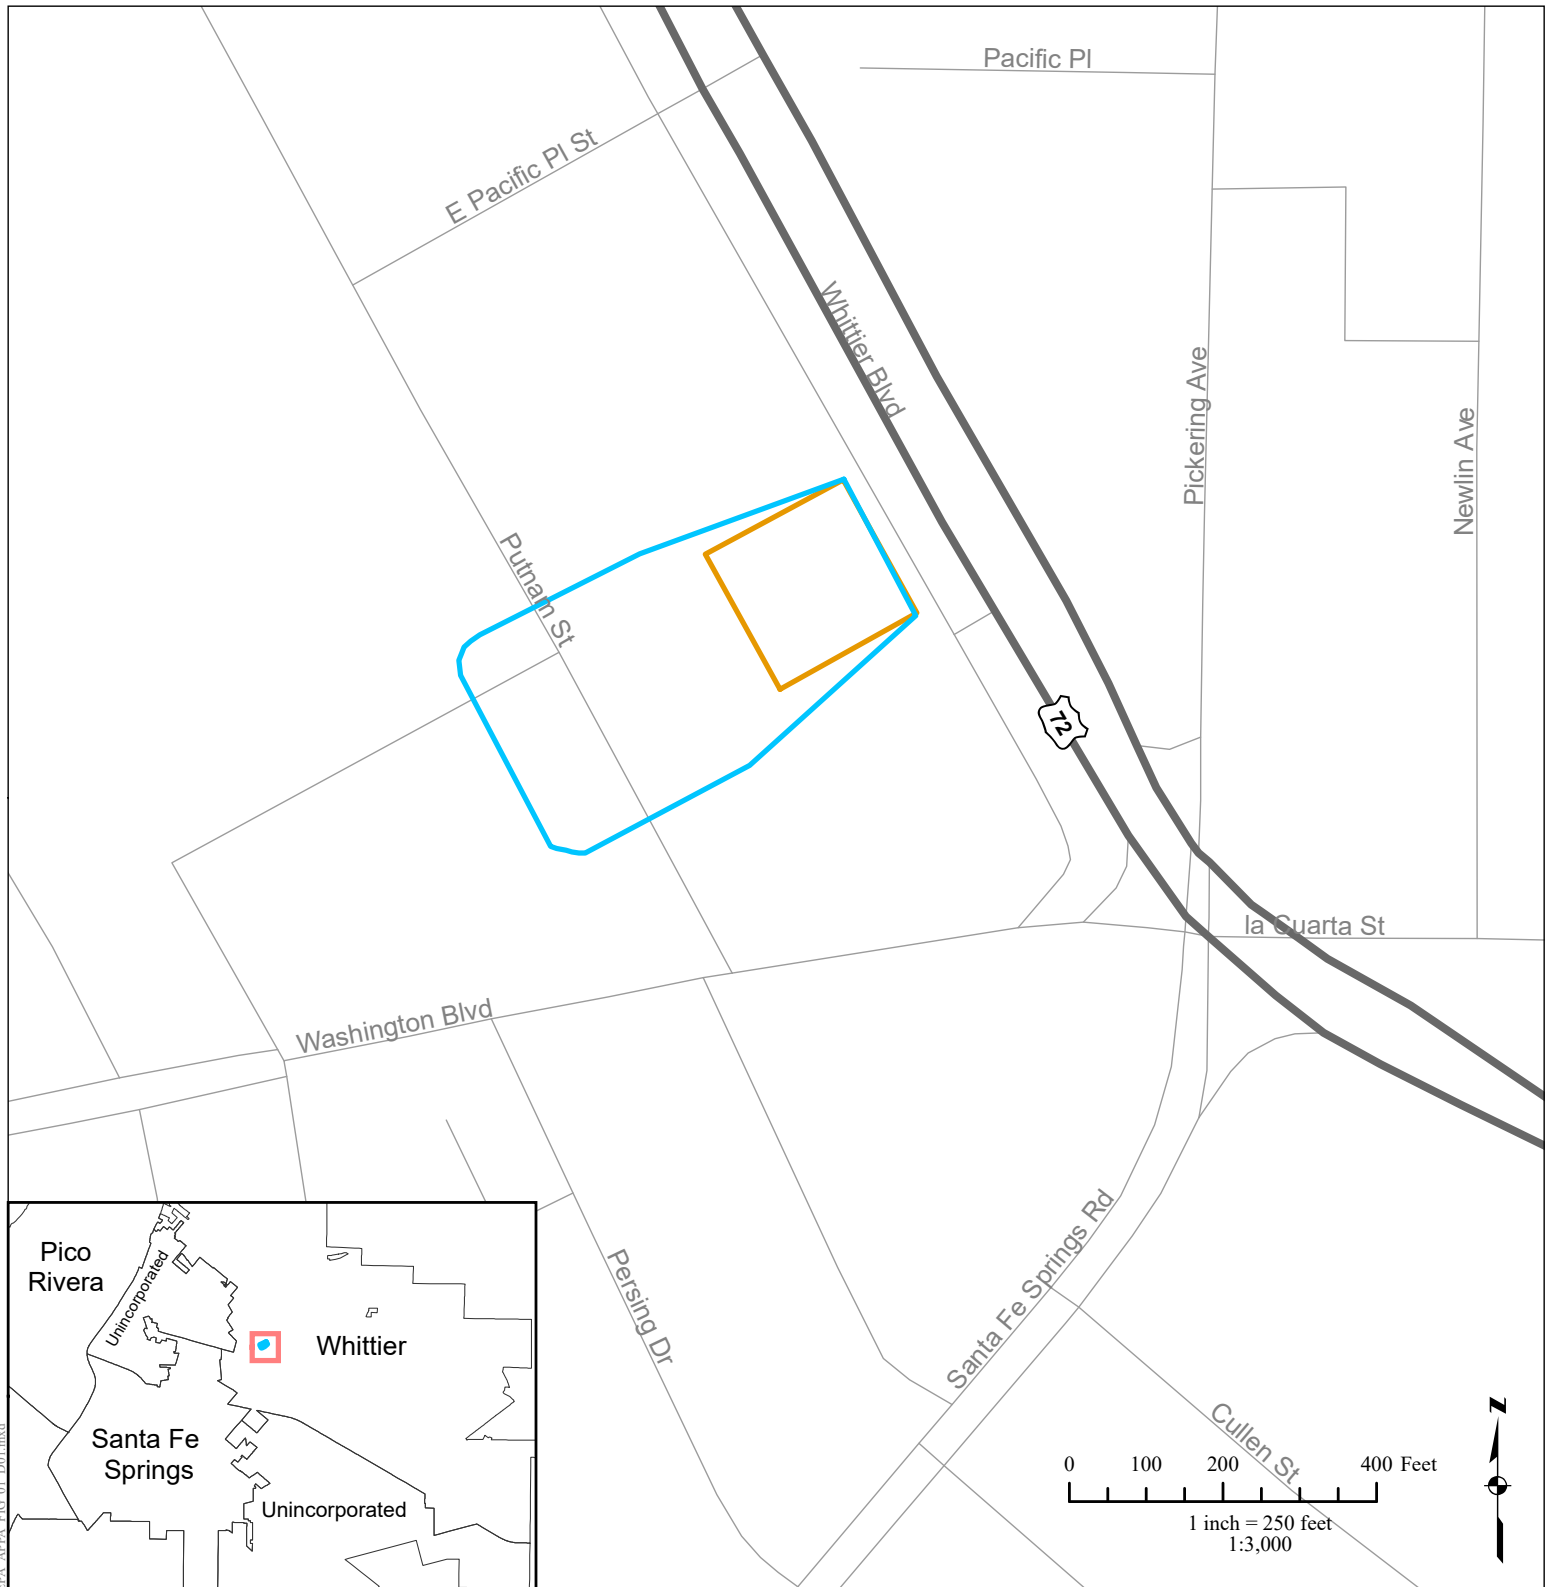 Pacific Pl
E Pacific Pl St
Whittier Blvd
Pickering Ave
Newlin Ave
Putnam St
72
la Cuarta St
Washington Blvd
Persing Dr
Santa Fe Springs Rd
Cullen St
Pico
Rivera
Unincorporated
Whittier
Santa Fe
Springs
Unincorporated
0 100 200 400 Feet
1 inch = 250 feet
1:3,000
N